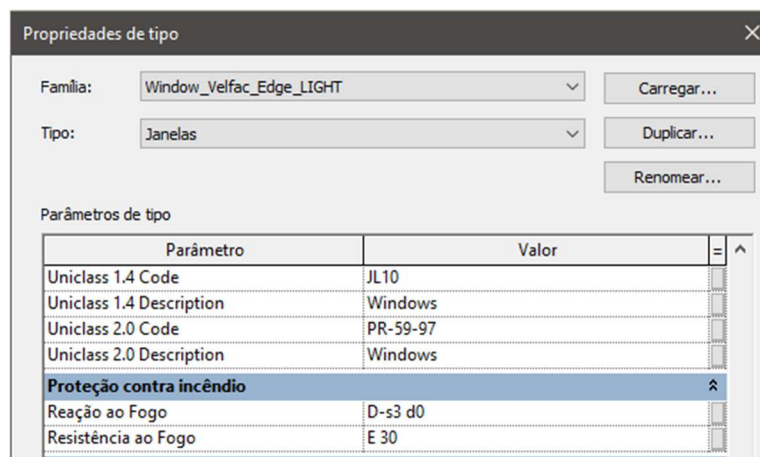 Propriedades de tipo
Família: Window_Velfac_Edge_LIGHT Carregar...
Tipo: Janelas Duplicar...
Renomear...
Parâmetros de tipo
Parâmetro Valor =
Uniclass 1.4 Code JL10
Uniclass 1.4 Description Windows
Uniclass 2.0 Code PR-59-97
Uniclass 2.0 Description Windows
Proteção contra incêndio
Reação ao Fogo D-s3 d0
Resistência ao Fogo E 30